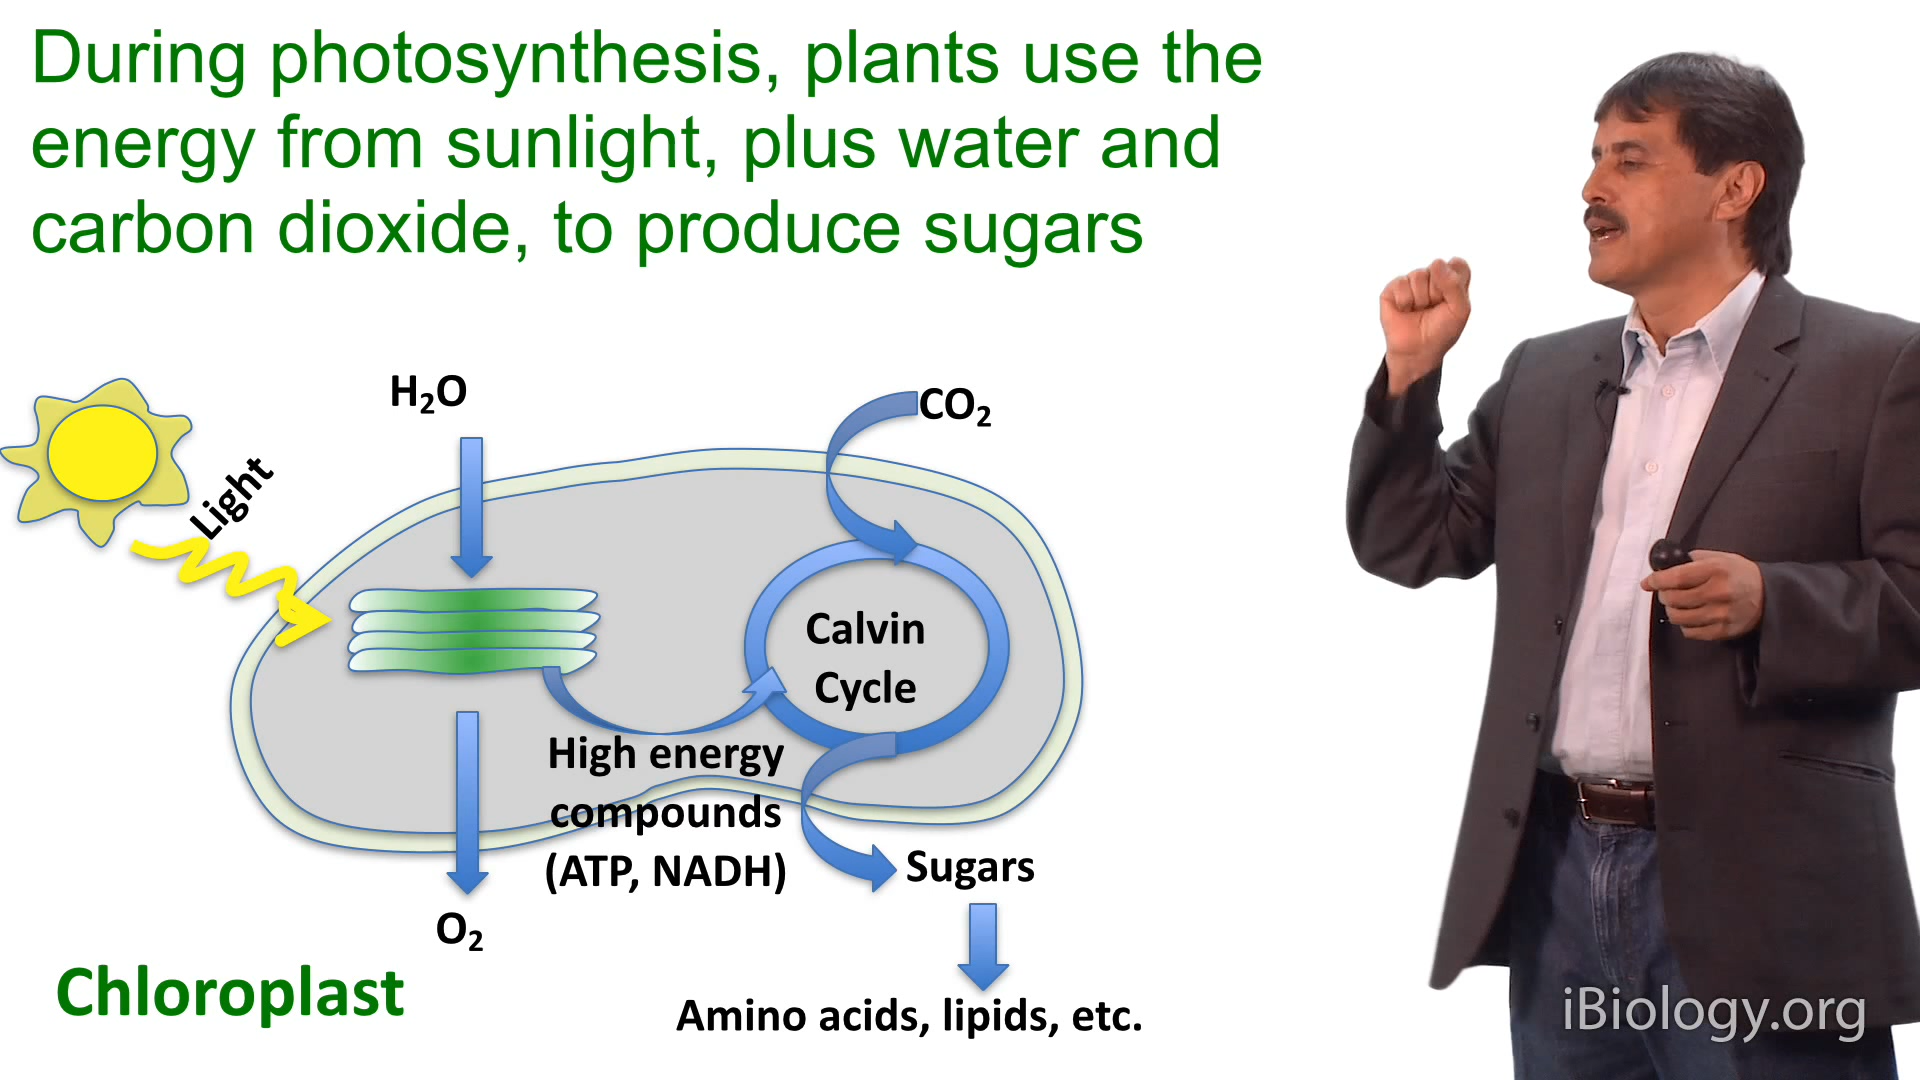 During photosynthesis, plants use the
energy from sunlight, plus water and
carbon dioxide, to produce sugars
H₂O
CO₂
Light
Calvin
Cycle
High energy
compounds
(ATP, NADH)
Sugars
O₂
Chloroplast
Amino acids, lipids, etc.
iBiology.org